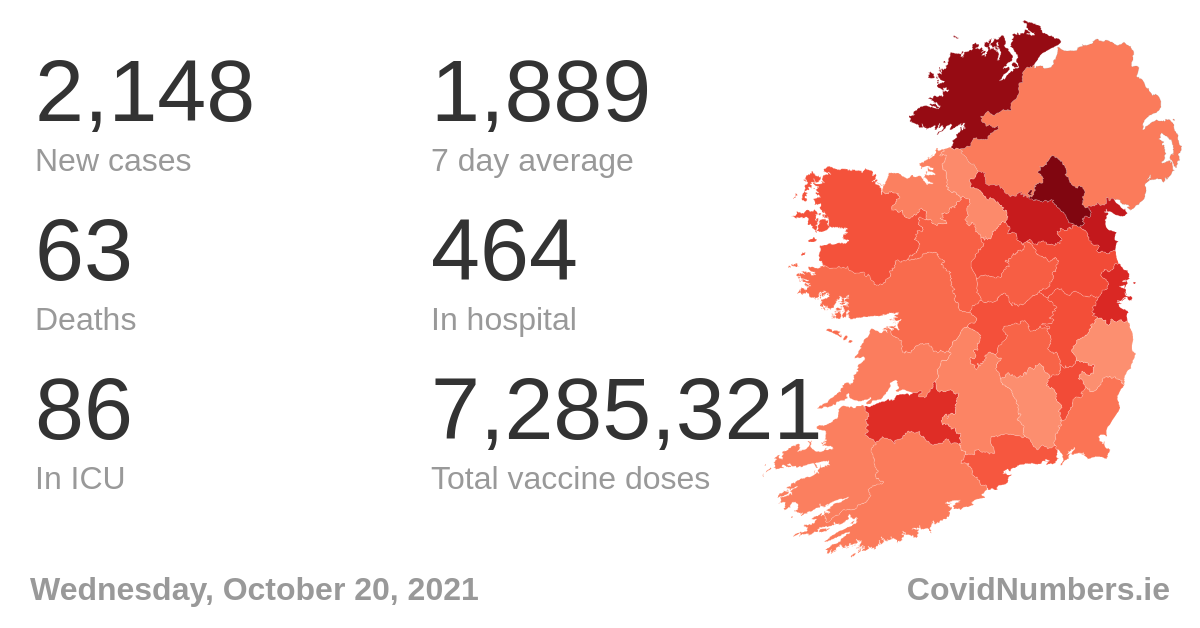 2,148
New cases
1,889
7 day average
63
Deaths
464
In hospital
86
In ICU
7,285,321
Total vaccine doses
Wednesday, October 20, 2021
CovidNumbers.ie